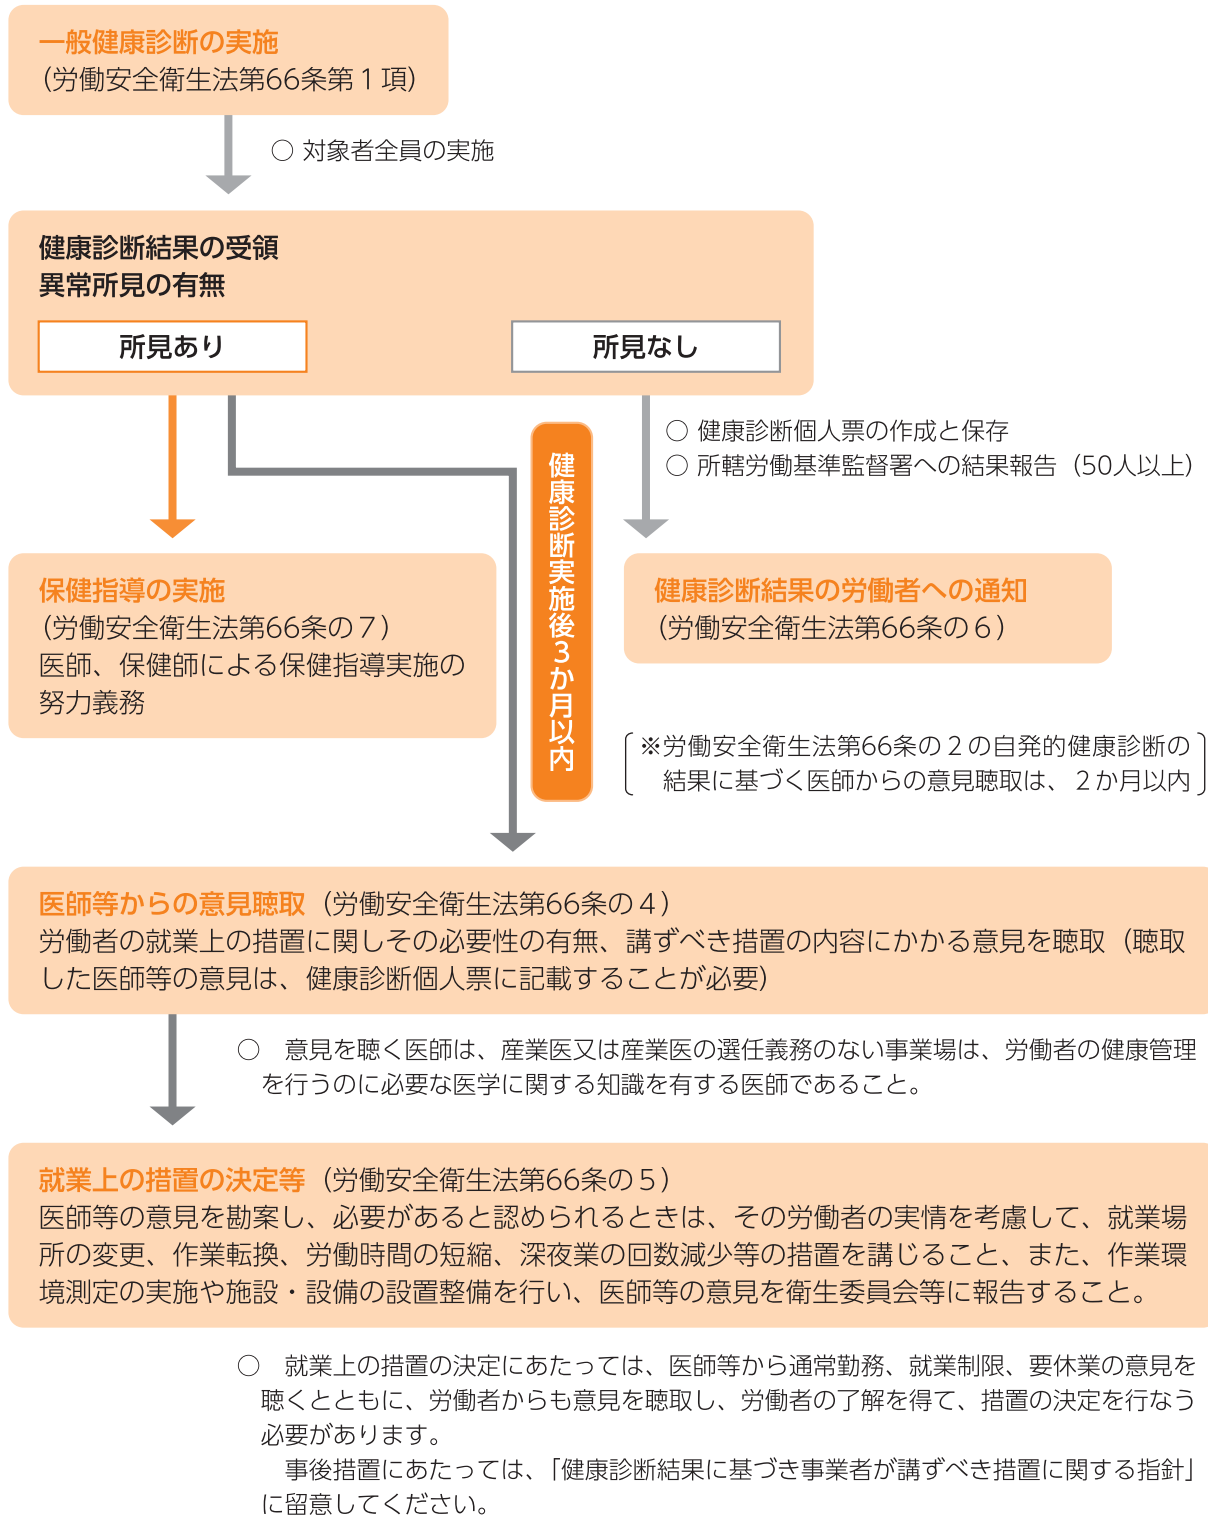 一般健康診断の実施
（労働安全衛生法第66条第１項）
○ 対象者全員の実施
健康診断結果の受領
異常所見の有無
所見あり
所見なし
○ 健康診断個人票の作成と保存
○ 所轄労働基準監督署への結果報告（50人以上）
健康診断実施後３か月以内
保健指導の実施
（労働安全衛生法第66条の７）
医師、保健師による保健指導実施の
努力義務
健康診断結果の労働者への通知
（労働安全衛生法第66条の６）
※労働安全衛生法第66条の２の自発的健康診断の
結果に基づく医師からの意見聴取は、２か月以内
医師等からの意見聴取（労働安全衛生法第66条の４）
労働者の就業上の措置に関しその必要性の有無、講ずべき措置の内容にかかる意見を聴取（聴取
した医師等の意見は、健康診断個人票に記載することが必要）
○　意見を聴く医師は、産業医又は産業医の選任義務のない事業場は、労働者の健康管理
を行うのに必要な医学に関する知識を有する医師であること。
就業上の措置の決定等（労働安全衛生法第66条の５）
医師等の意見を勘案し、必要があると認められるときは、その労働者の実情を考慮して、就業場
所の変更、作業転換、労働時間の短縮、深夜業の回数減少等の措置を講じること、また、作業環
境測定の実施や施設・設備の設置整備を行い、医師等の意見を衛生委員会等に報告すること。
○　就業上の措置の決定にあたっては、医師等から通常勤務、就業制限、要休業の意見を
聴くとともに、労働者からも意見を聴取し、労働者の了解を得て、措置の決定を行なう
必要があります。
事後措置にあたっては、「健康診断結果に基づき事業者が講ずべき措置に関する指針」
に留意してください。